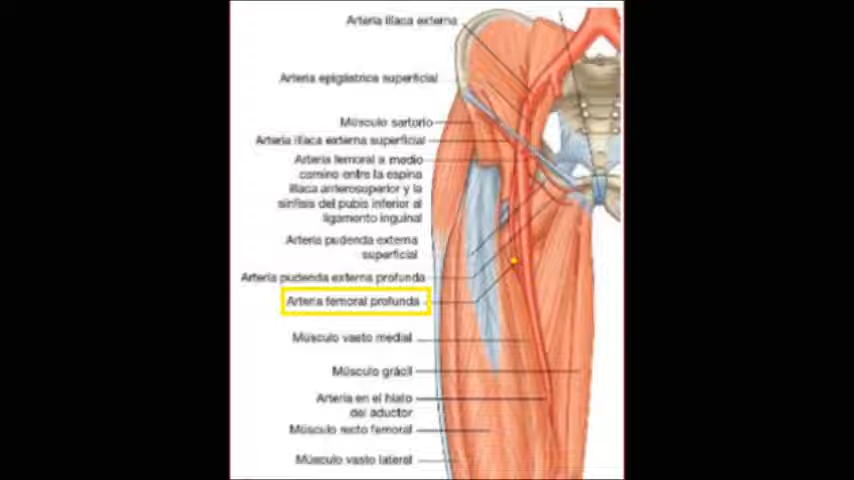 Arteria ilíaca externa
Arteria epigástrica superficial
Músculo sartorio
Arteria ilíaca externa superficial
Arteria femoral a medio
camino entre la espina
ilíaca anterosuperior y la
sínfisis del pubis inferior al
ligamento inguinal
Arteria pudenda externa
superficial
Arteria pudenda externa profunda
Arteria femoral profunda
Músculo vasto medial
Músculo grácil
Arteria en el hiato
del aductor
Músculo recto femoral
Músculo vasto lateral